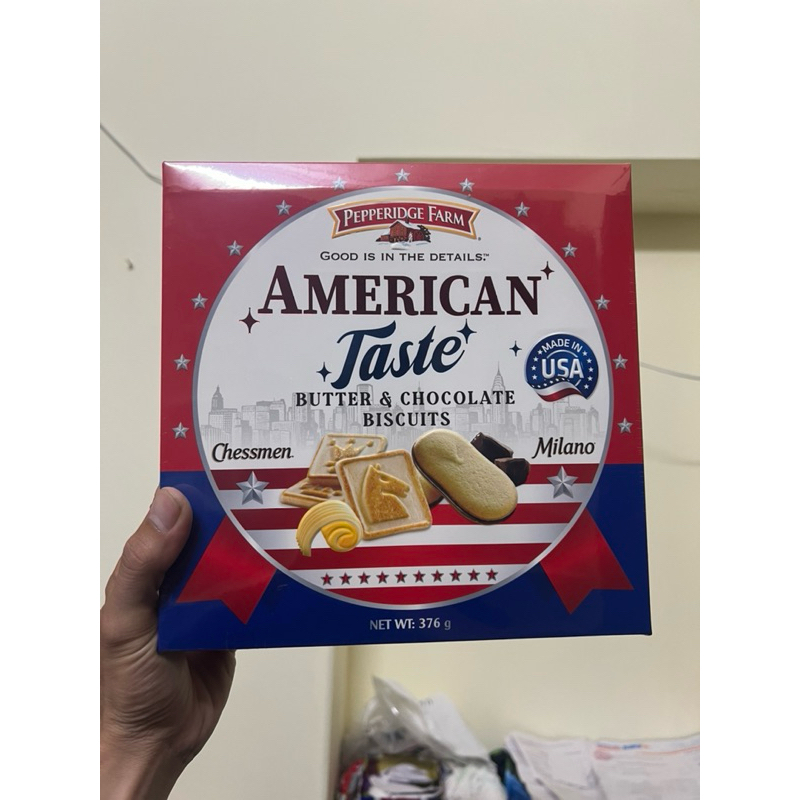 PEPPERIDGE FARM
GOOD IS IN THE DETAILS.™
AMERICAN
Taste
MADE IN
USA
BUTTER & CHOCOLATE
BISCUITS
Chessmen
Milano
NET WT: 376 g